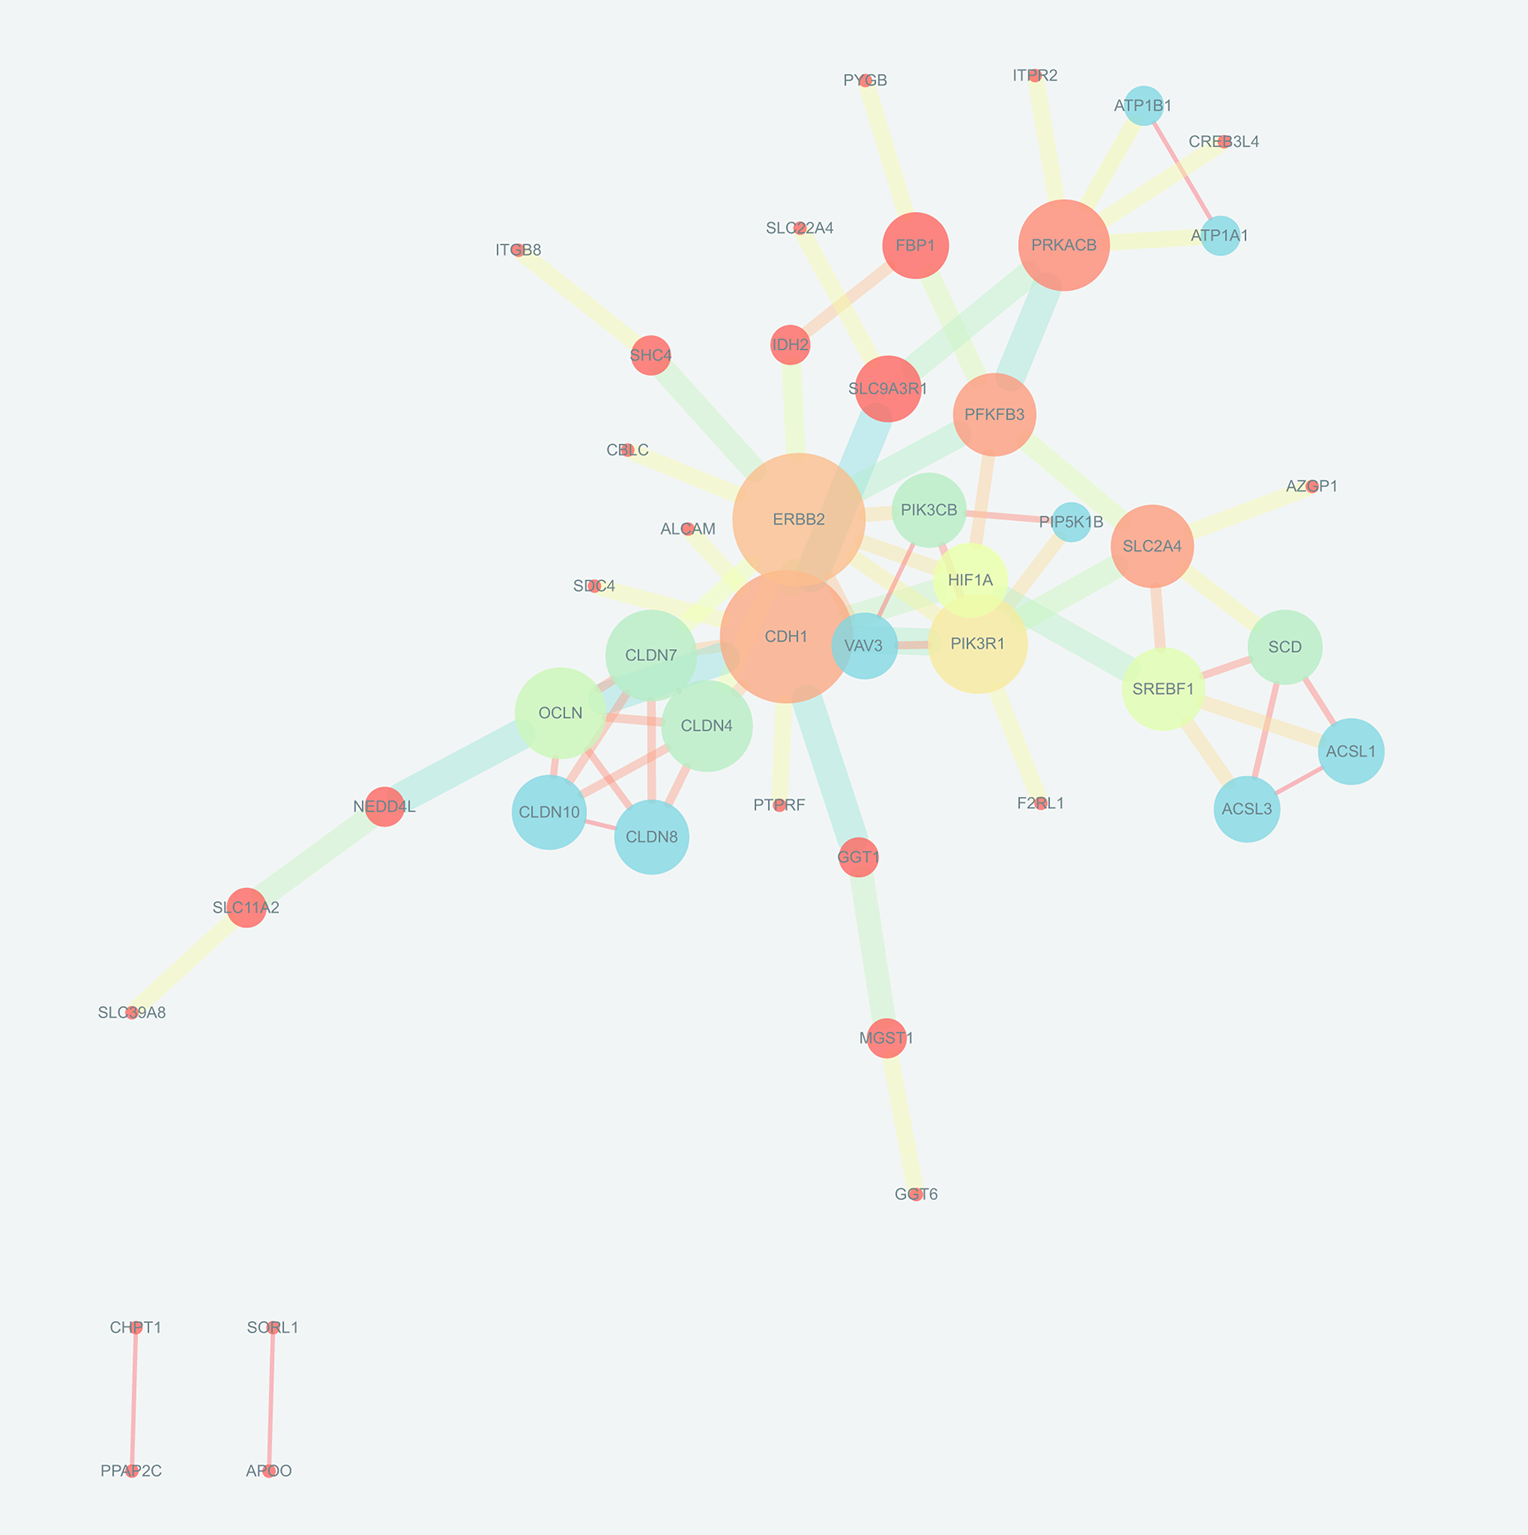 ITPR2
PYGB
ATP1B1
CREB3L4
SLC22A4
ATP1A1
FBP1
PRKACB
ITGB8
IDH2
SHC4
SLC9A3R1
PFKFB3
CBLC
AZGP1
PIK3CB
ERBB2
PIP5K1B
ALCAM
SLC2A4
HIF1A
SDC4
CDH1
PIK3R1
VAV3
SCD
CLDN7
SREBF1
OCLN
CLDN4
ACSL1
F2RL1
PTPRF
NEDD4L
ACSL3
CLDN10
CLDN8
GGT1
SLC11A2
SLC39A8
MGST1
GGT6
CHPT1
SORL1
PPAP2C
APOO